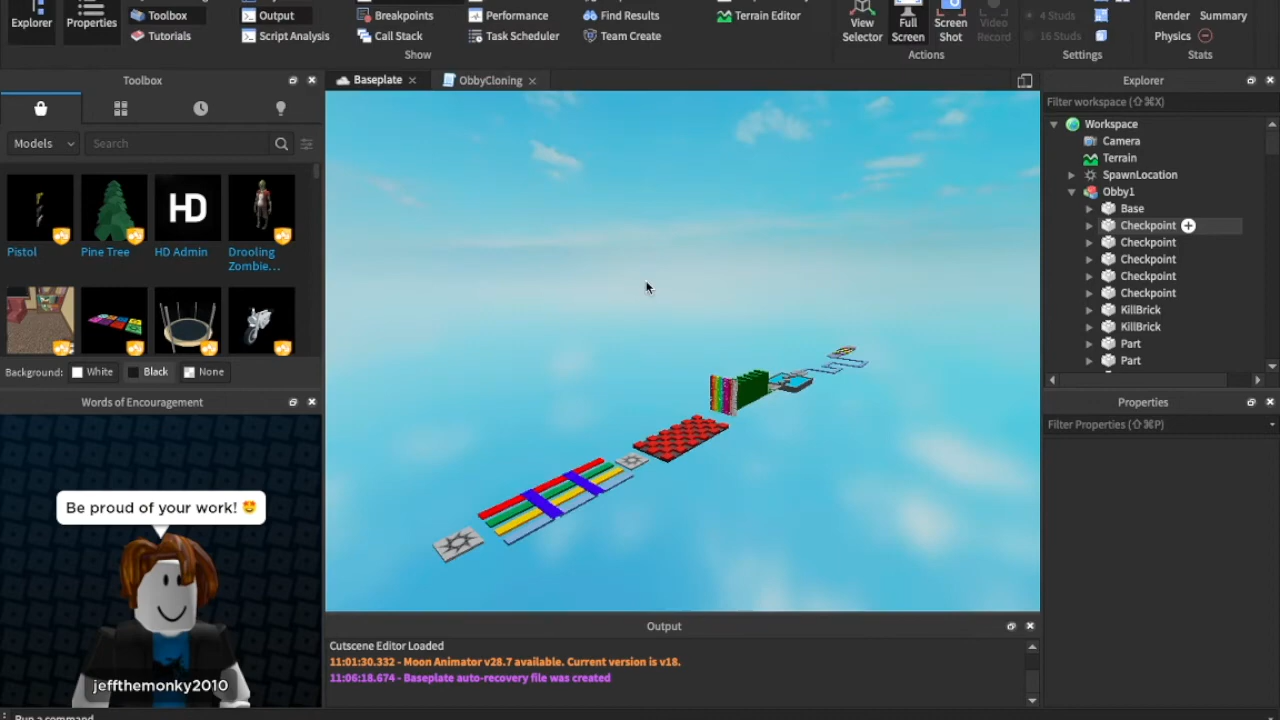 Explorer
Properties
Toolbox
Tutorials
Output
Script Analysis
Breakpoints
Call Stack
Performance
Task Scheduler
Find Results
Team Create
Terrain Editor
Show
View Selector
Full Screen
Screen Shot
Video Record
Actions
4 Studs
16 Studs
Settings
Render
Summary
Physics
Stats
Toolbox
Models
Search
Pistol
Pine Tree
HD
HD Admin
Drooling Zombie...
Background:
White
Black
None
Words of Encouragement
Be proud of your work! 🤩
jeffthemonky2010
Baseplate
ObbyCloning
Output
Cutscene Editor Loaded
11:01:30.332 - Moon Animator v28.7 available. Current version is v18.
11:06:18.674 - Baseplate auto-recovery file was created
Explorer
Filter workspace (⇧⌘X)
Workspace
Camera
Terrain
SpawnLocation
Obby1
Base
Checkpoint
Checkpoint
Checkpoint
Checkpoint
Checkpoint
KillBrick
KillBrick
Part
Part
Properties
Filter Properties (⇧⌘P)
Run a command